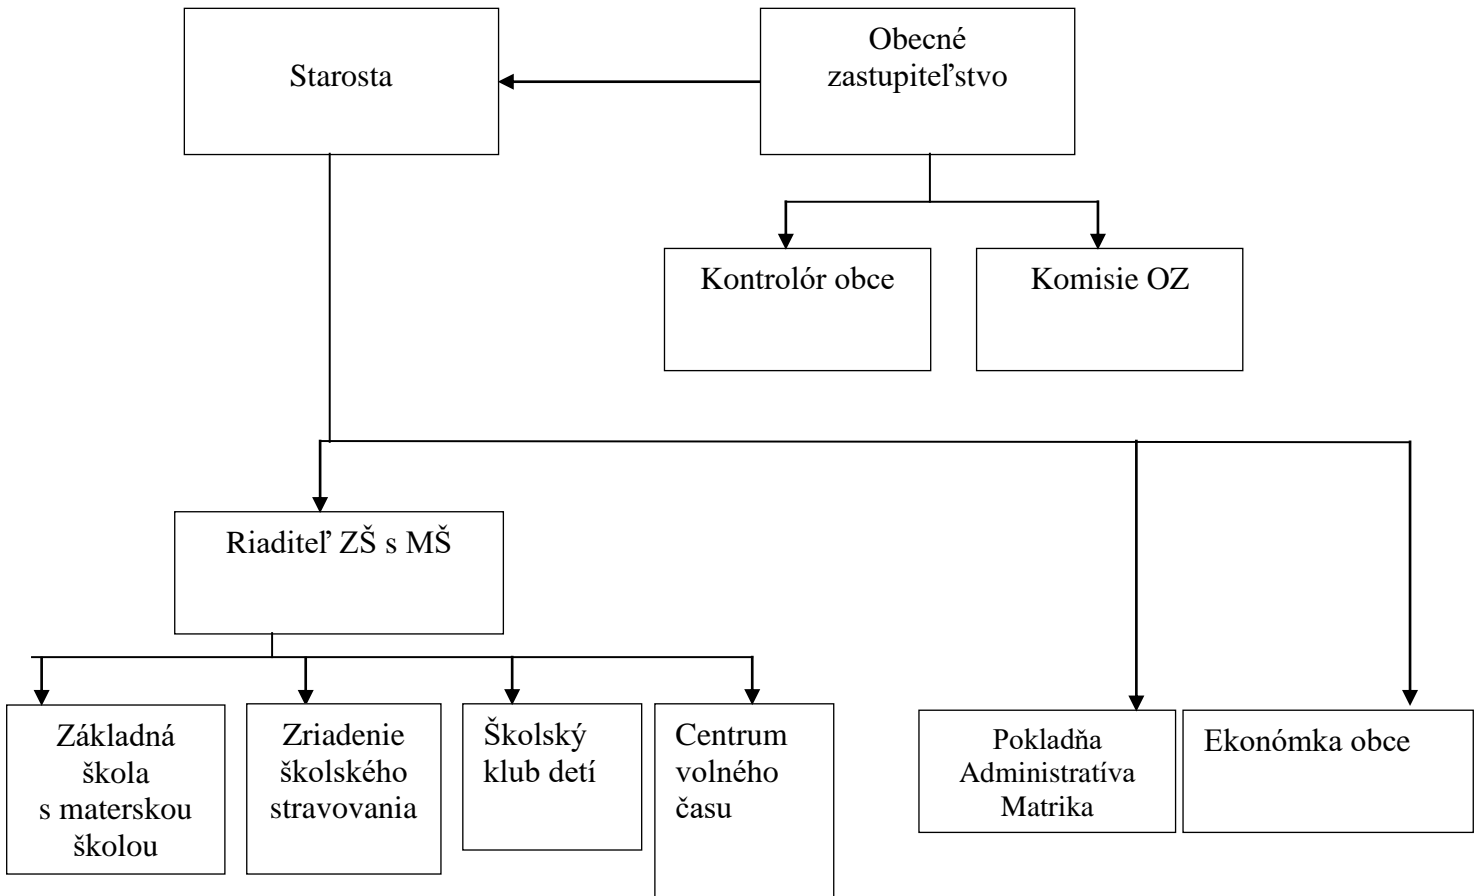 Starosta
Obecné
zastupiteľstvo
Kontrolór obce
Komisie OZ
Riaditeľ ZŠ s MŠ
Základná
škola
s materskou
školou
Zriadenie
školského
stravovania
Školský
klub detí
Centrum
volného
času
Pokladňa
Administratíva
Matrika
Ekonómka obce